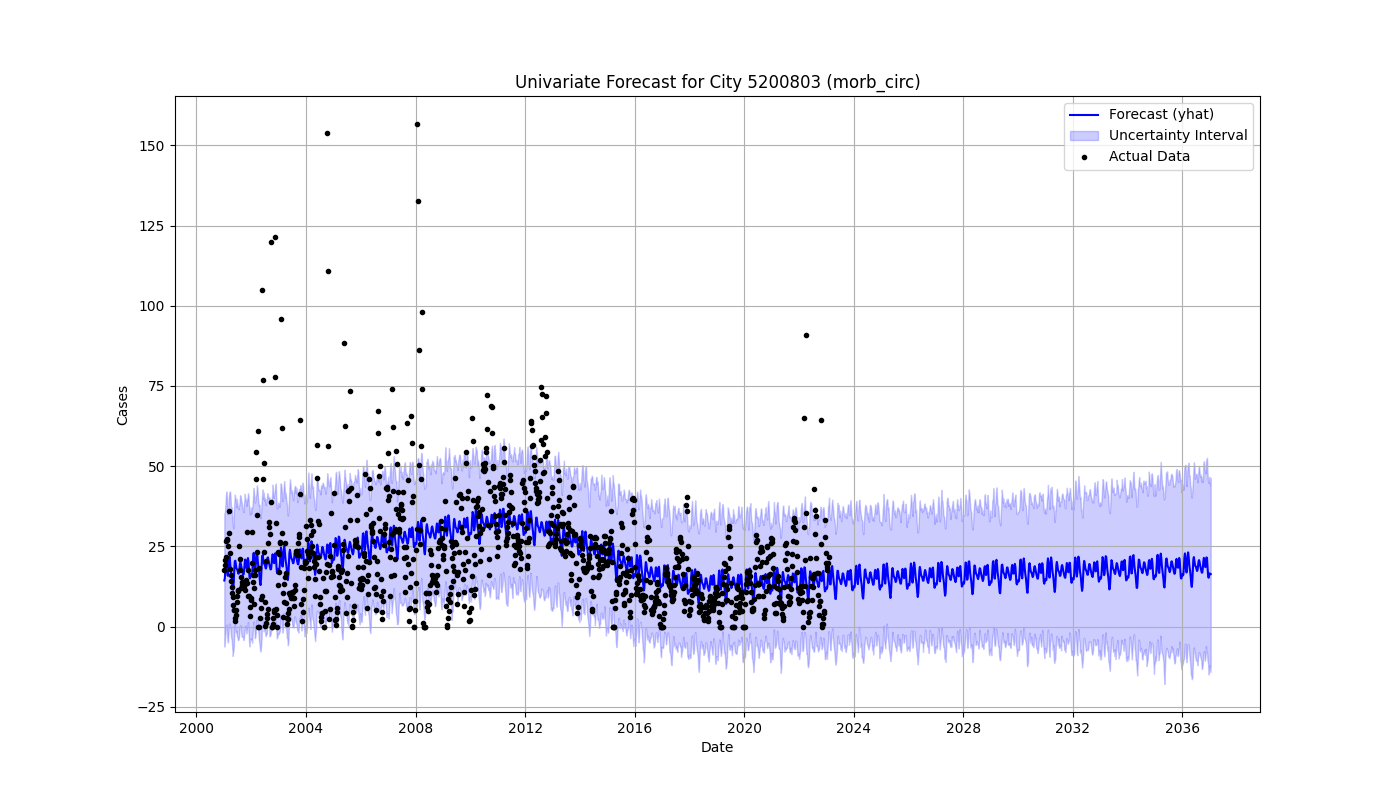 Univariate Forecast for City 5200803 (morb_circ)
Forecast (yhat)
Uncertainty Interval
Actual Data
150
125
100
75
50
25
0
−25
Cases
2000 2004 2008 2012 2016 2020 2024 2028 2032 2036
Date